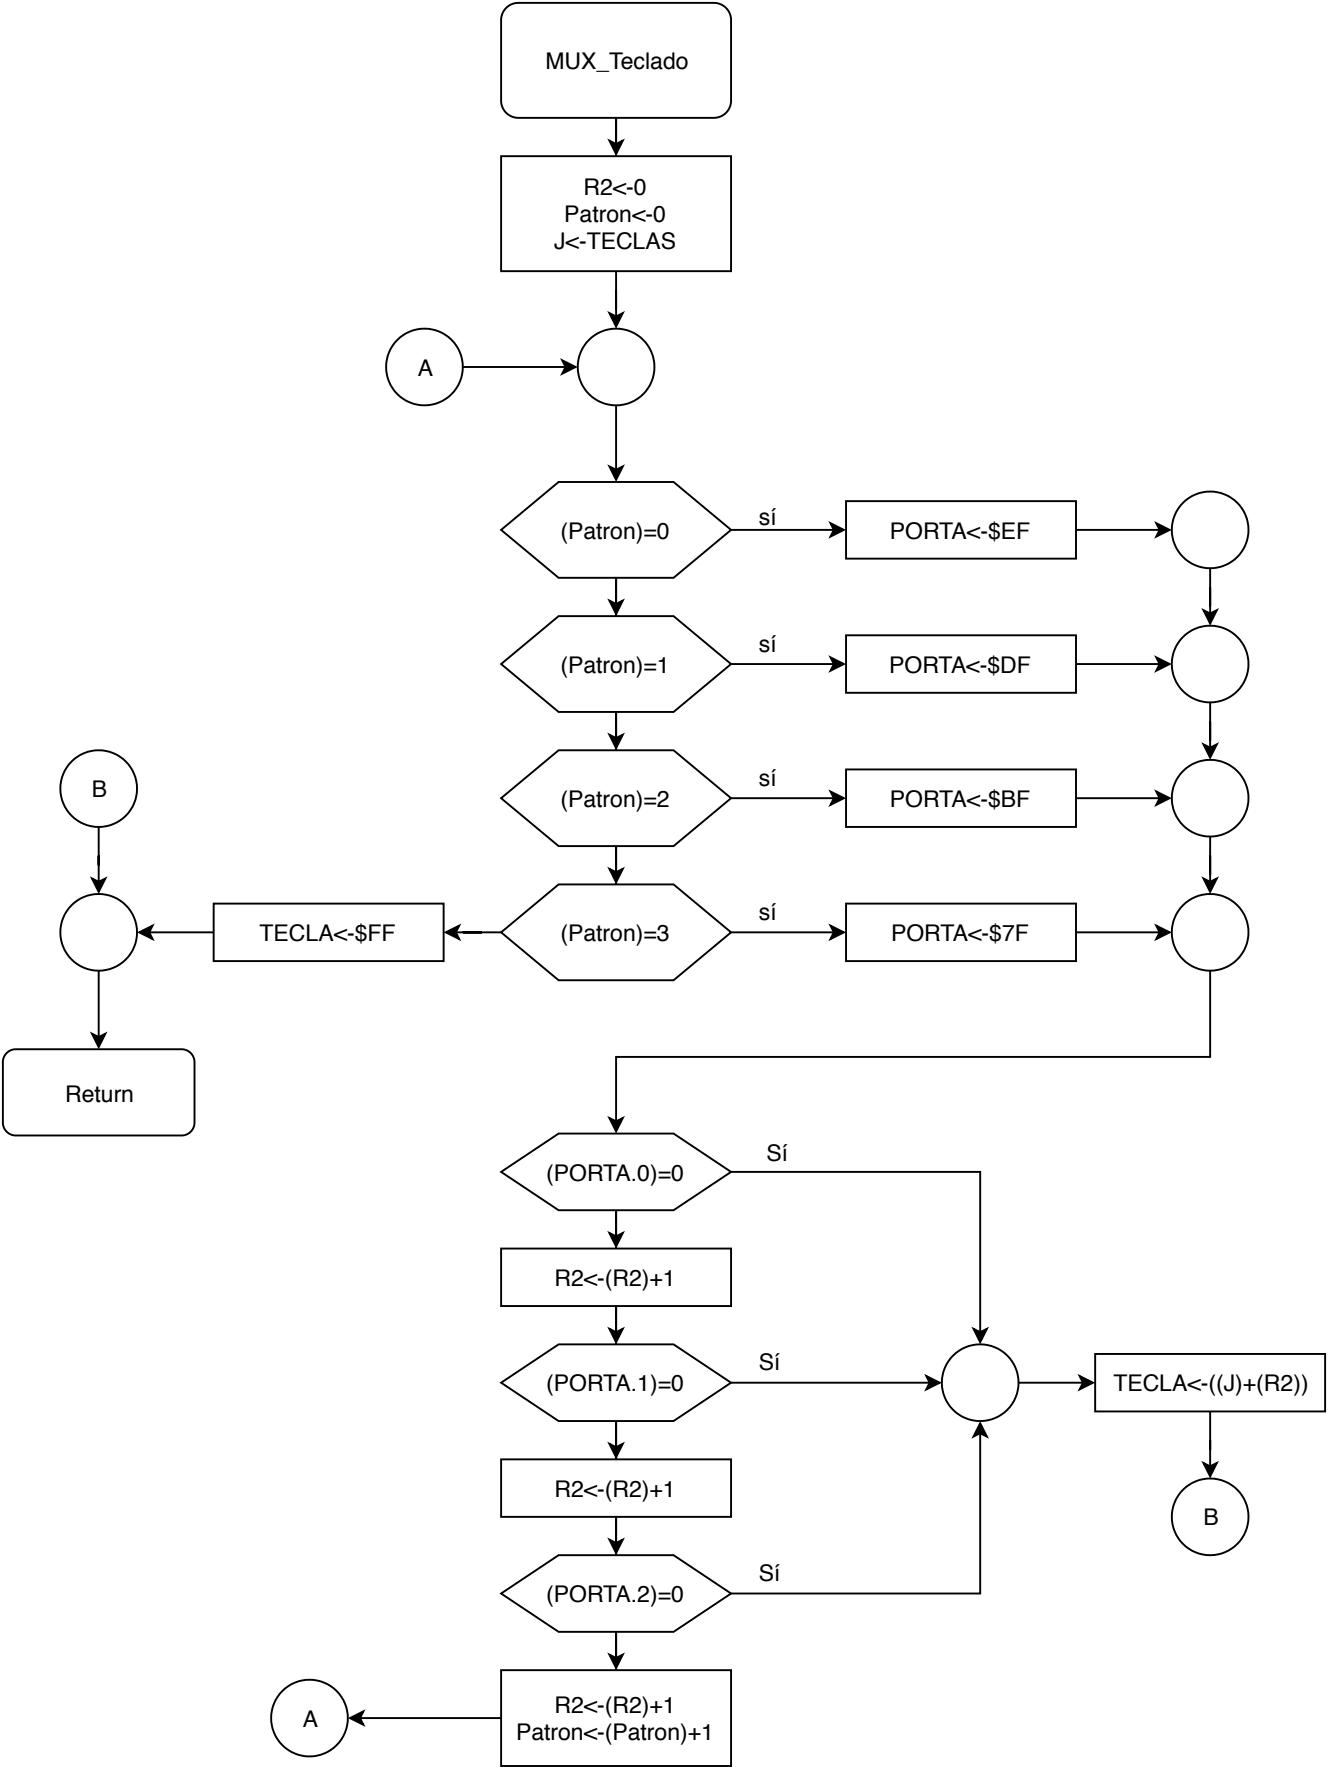 MUX_Teclado
R2<-0
Patron<-0
J<-TECLAS
A
(Patron)=0
sí
PORTA<-$EF
(Patron)=1
sí
PORTA<-$DF
B
(Patron)=2
sí
PORTA<-$BF
TECLA<-$FF
(Patron)=3
sí
PORTA<-$7F
Return
(PORTA.0)=0
Sí
R2<-(R2)+1
(PORTA.1)=0
Sí
TECLA<-((J)+(R2))
R2<-(R2)+1
B
(PORTA.2)=0
Sí
A
R2<-(R2)+1
Patron<-(Patron)+1